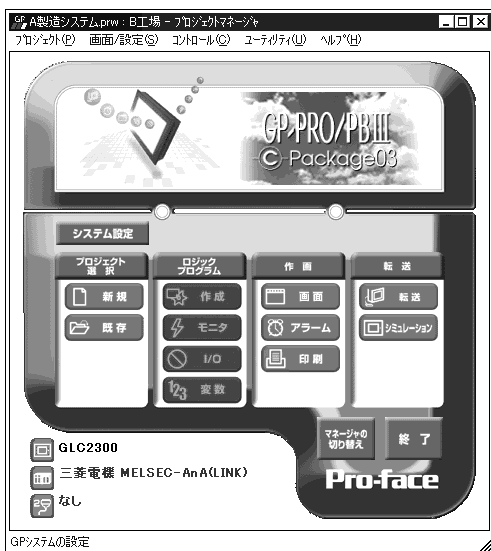 A製造システム.prw : B工場 - プロジェクトマネージャ
プロジェクト(P) 画面/設定(S) コントロール(C) ユーティリティ(U) ヘルプ(H)
GP-PRO/PBⅢ
C-Package03
システム設定
プロジェクト選択
新規
既存
ロジックプログラム
作成
モニタ
I/O
123 変数
作画
画面
アラーム
印刷
転送
転送
シミュレーション
マネージャの切り替え
終了
GLC2300
三菱電機 MELSEC-AnA(LINK)
なし
Pro-face
GPシステムの設定